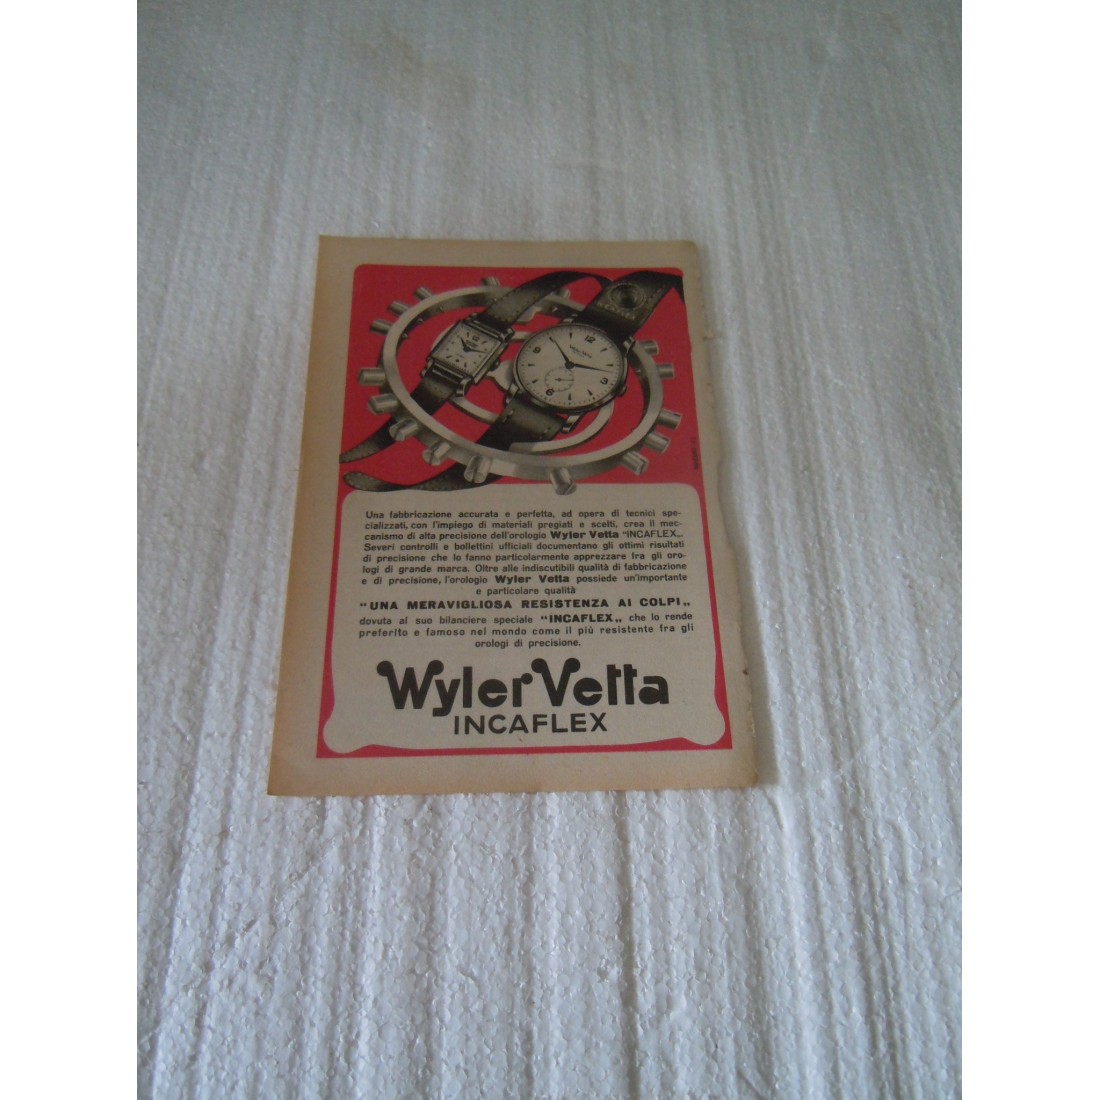 Wyler Vetta
Una fabbricazione accurata e perfetta, ad opera di tecnici spe-
cializzati, con l'impiego di materiali pregiati e scelti, crea il mec-
canismo di alta precisione dell'orologio Wyler Vetta "INCAFLEX„.
Severi controlli e bollettini ufficiali documentano gli ottimi risultati
di precisione che lo fanno particolarmente apprezzare fra gli oro-
logi di grande marca. Oltre alle indiscutibili qualità di fabbricazione
e di precisione, l'orologio Wyler Vetta possiede un'importante
e particolare qualità
"UNA MERAVIGLIOSA RESISTENZA AI COLPI„
dovuta al suo bilanciere speciale "INCAFLEX„ che lo rende
preferito e famoso nel mondo come il più resistente fra gli
orologi di precisione.
Wyler Vetta
INCAFLEX